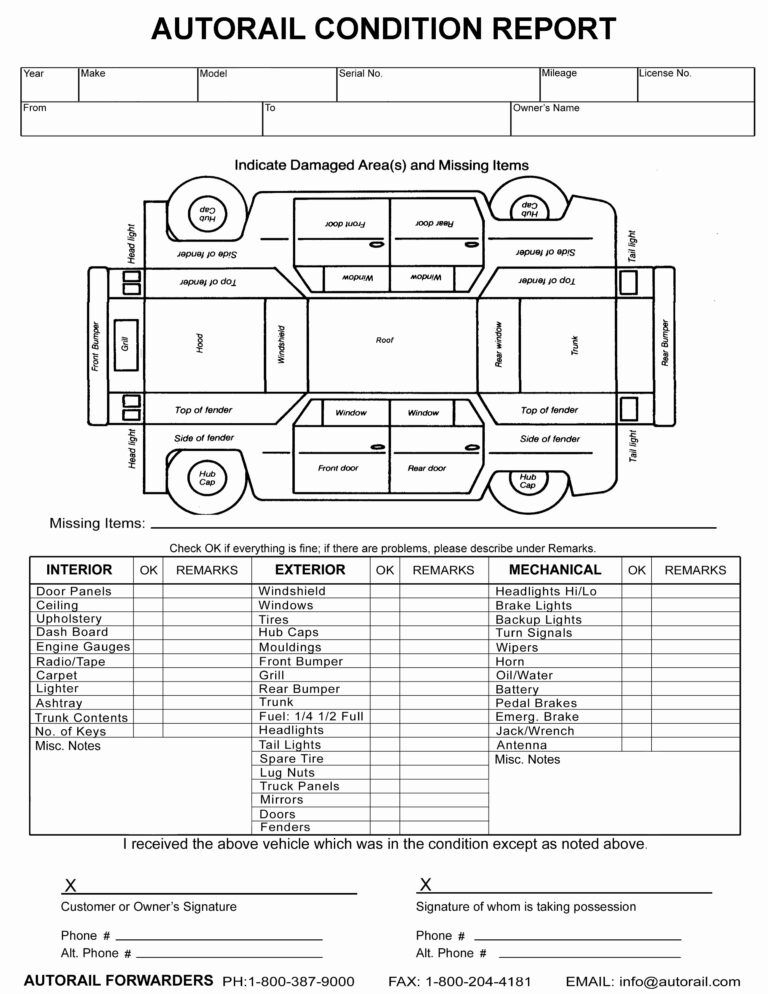 AUTORAIL CONDITION REPORT
Year Make Model Serial No. Mileage License No.
From To Owner's Name
Indicate Damaged Area(s) and Missing Items
Hub Cap Front door Rear door Hub Cap
Head light Side of fender Side of fender Tail light
Top of fender Window Window Top of fender
Front Bumper Grill Hood Windshield Roof Rear window Trunk Rear Bumper
Top of fender Window Window Top of fender
Head light Side of fender Side of fender Tail light
Hub Cap Front door Rear door Hub Cap
Missing Items:
Check OK if everything is fine; if there are problems, please describe under Remarks.
INTERIOR OK REMARKS EXTERIOR OK REMARKS MECHANICAL OK REMARKS
Door Panels Windshield Headlights Hi/Lo
Ceiling Windows Brake Lights
Upholstery Tires Backup Lights
Dash Board Hub Caps Turn Signals
Engine Gauges Mouldings Wipers
Radio/Tape Front Bumper Horn
Carpet Grill Oil/Water
Lighter Rear Bumper Battery
Ashtray Trunk Pedal Brakes
Trunk Contents Fuel: 1/4 1/2 Full Emerg. Brake
No. of Keys Headlights Jack/Wrench
Misc. Notes Tail Lights Antenna
Spare Tire Misc. Notes
Lug Nuts
Truck Panels
Mirrors
Doors
Fenders
I received the above vehicle which was in the condition except as noted above.
X X
Customer or Owner's Signature Signature of whom is taking possession
Phone # Phone #
Alt. Phone # Alt. Phone #
AUTORAIL FORWARDERS PH:1-800-387-9000 FAX: 1-800-204-4181 EMAIL: info@autorail.com